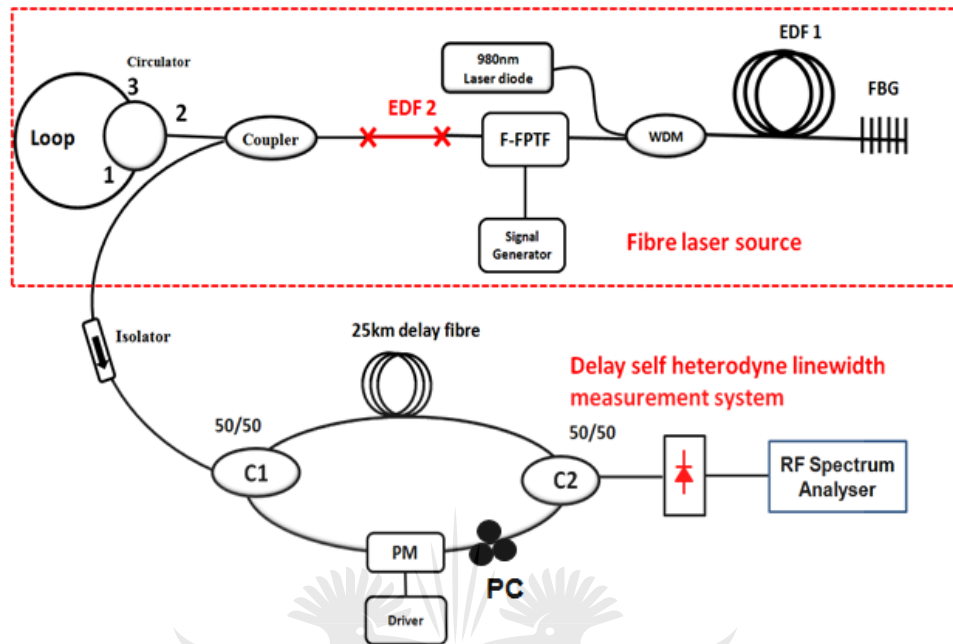 EDF 1
980nm
Laser diode
FBG
Circulator
3
2
EDF 2
Loop
Coupler
F-FPTF
WDM
1
Signal
Generator
Fibre laser source
Isolator
25km delay fibre
Delay self heterodyne linewidth
measurement system
50/50
50/50
C1
C2
RF Spectrum
Analyser
PM
PC
Driver